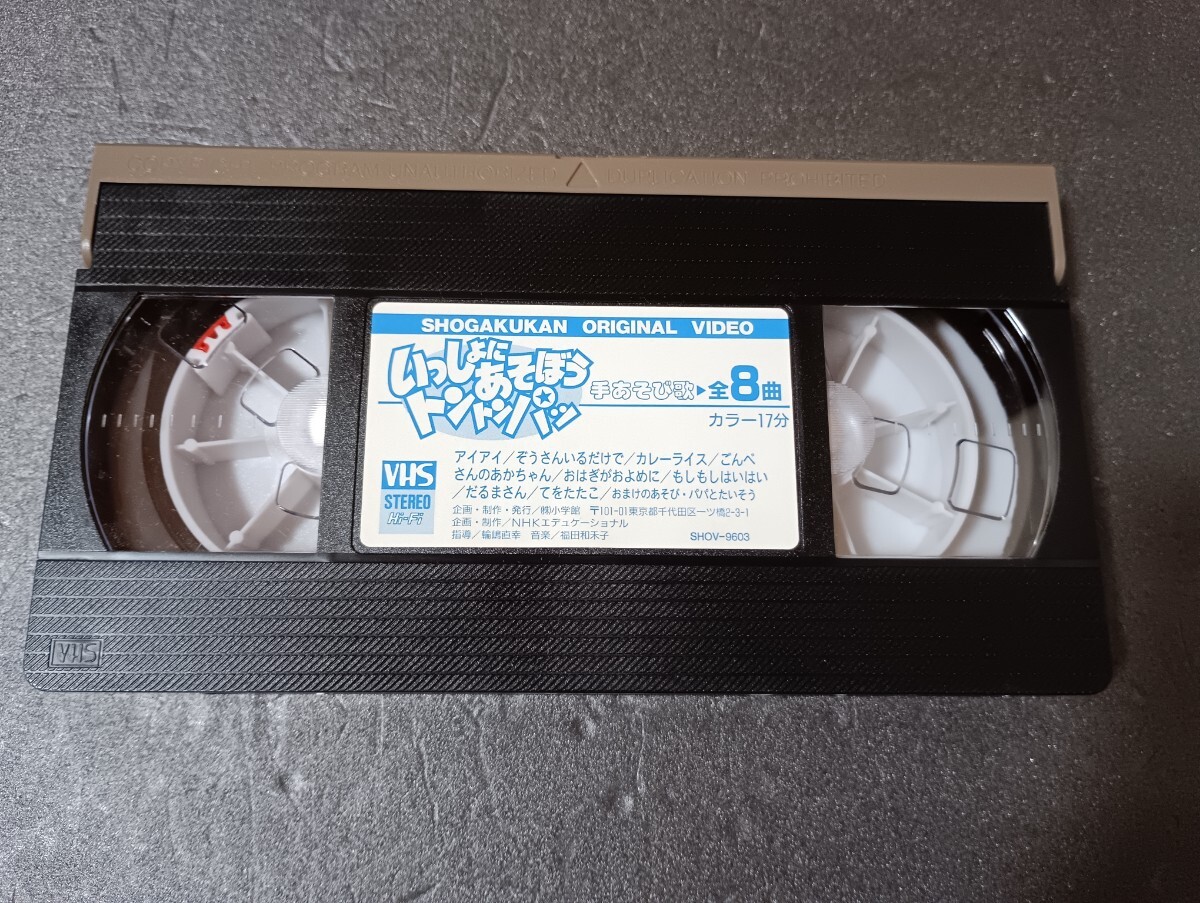 PROGRAM UNAUTHORIZED △ DUPLICATION PROHIBITED
SHOGAKUKAN ORIGINAL VIDEO
いっしょに
あそぼう
トントンパッ
手あそび歌▶全8曲
カラー17分
アイアイ/ぞうさんいるだけで/カレーライス/ごんべ
さんのあかちゃん/おはぎがおよめに/もしもしはいはい
/だるまさん/てをたたこ/おまけのあそび・パパとたいそう
VHS
STEREO
Hi-Fi
企画・制作・発行/㈱小学館 〒101-01東京都千代田区一ツ橋2-3-1
企画・制作/NHKエデュケーショナル
指導/輪嶋直幸 音楽/福田和禾子
SHOV-9603
VHS